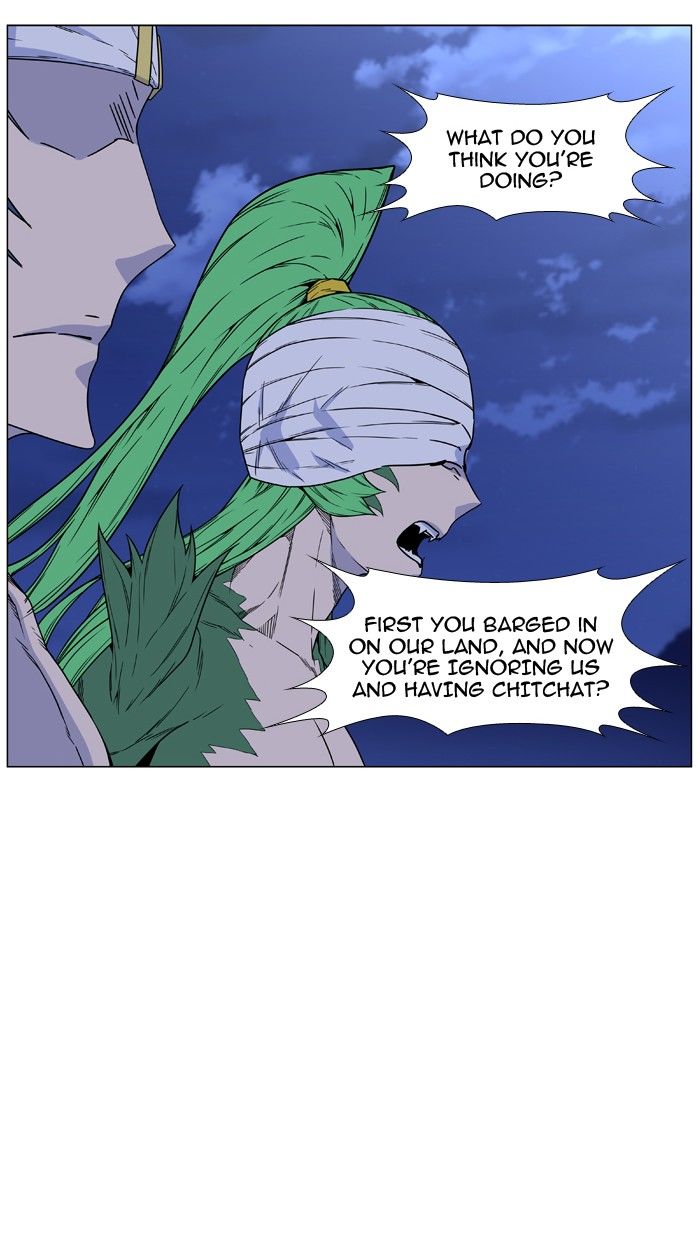 WHAT DO YOU
THINK YOU'RE
DOING?
FIRST YOU BARGED IN
ON OUR LAND, AND NOW
YOU'RE IGNORING US
AND HAVING CHITCHAT?